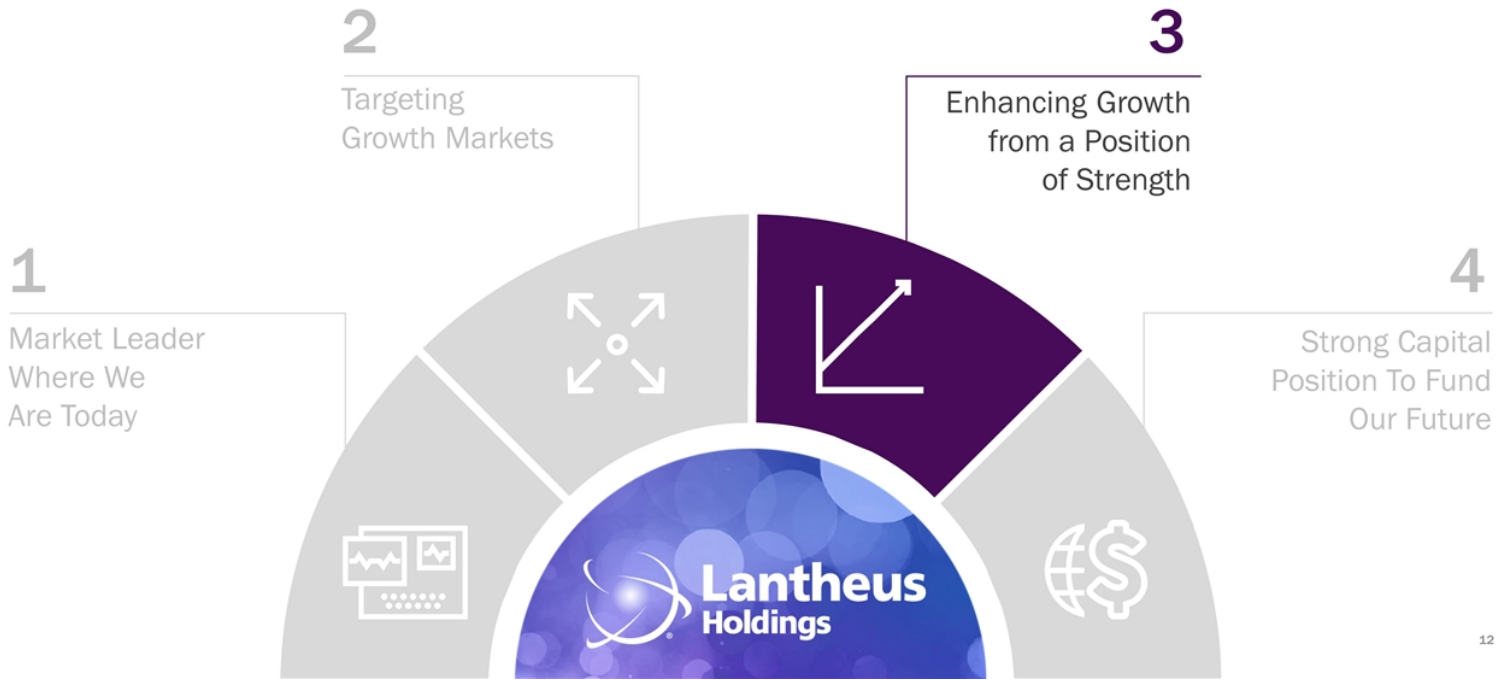 2
Targeting
Growth Markets
3
Enhancing Growth
from a Position
of Strength
1
Market Leader
Where We
Are Today
4
Strong Capital
Position To Fund
Our Future
Lantheus
Holdings
®
12